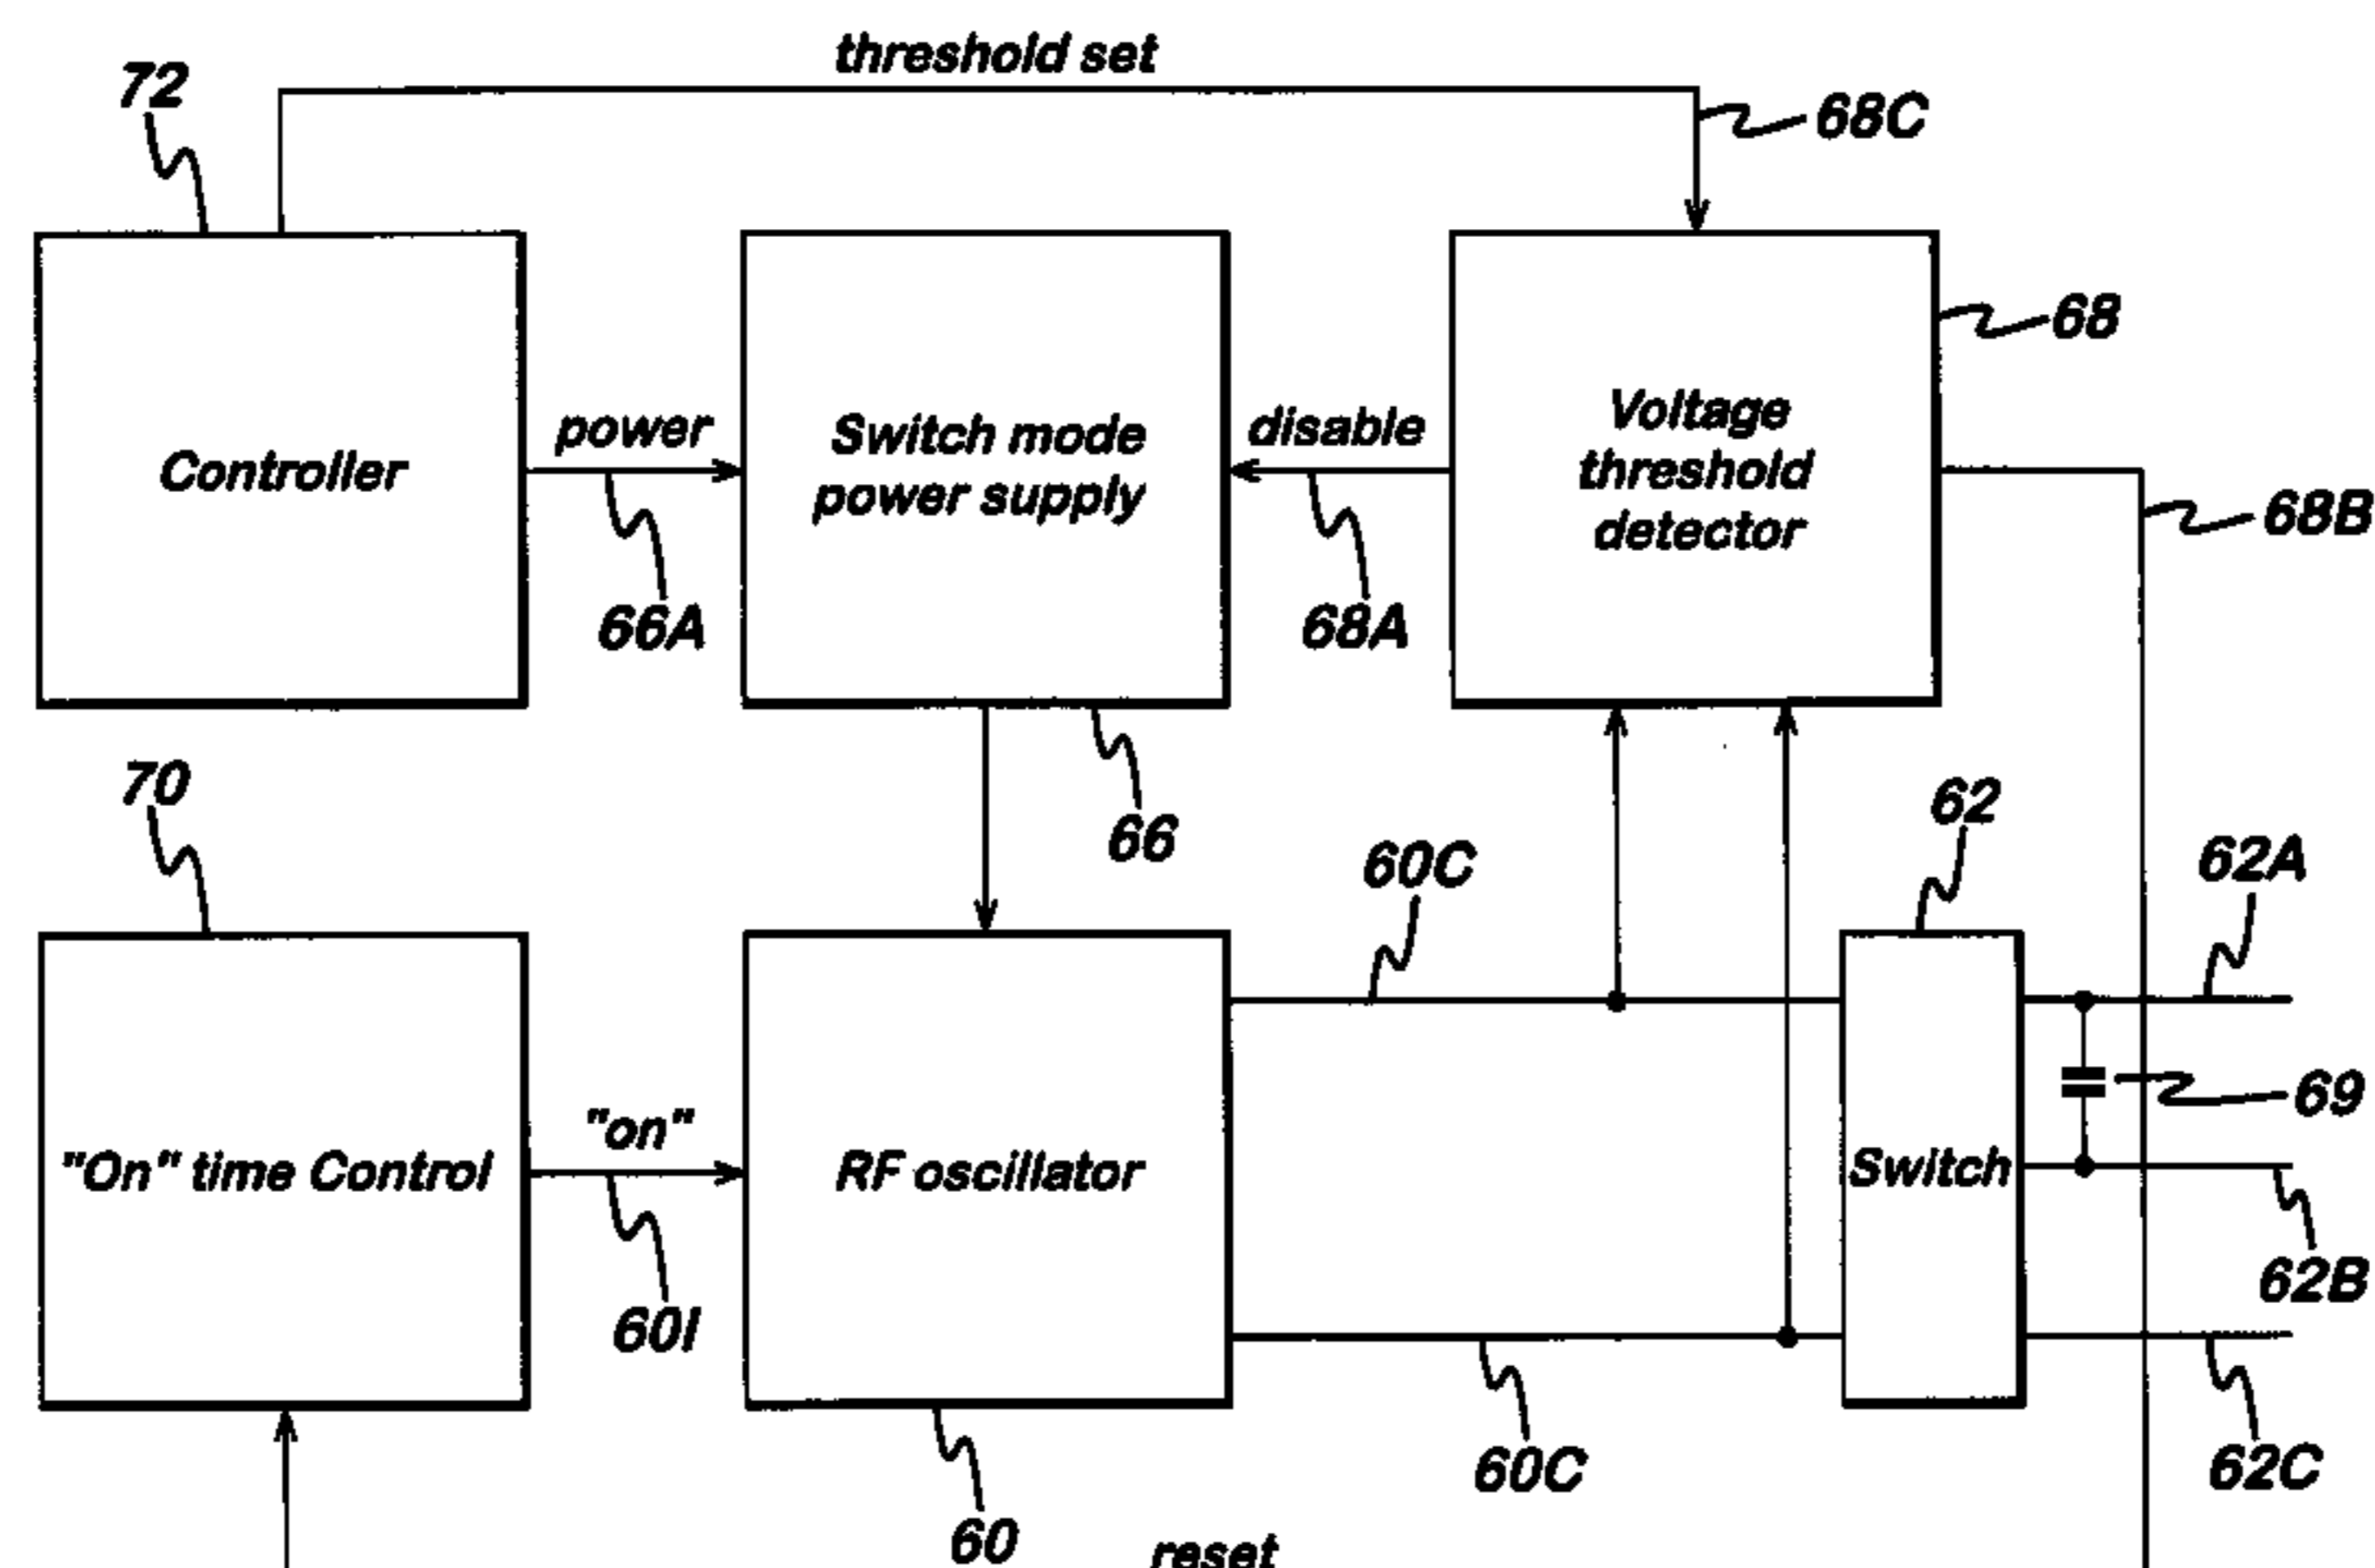 threshold set
72
68C
68
Controller
power
Switch mode
power supply
disable
Voltage
threshold
detector
68B
66A
68A
70
66
62
60C
62A
"On" time Control
"on"
RF oscillator
Switch
69
60I
62B
60C
62C
60
reset